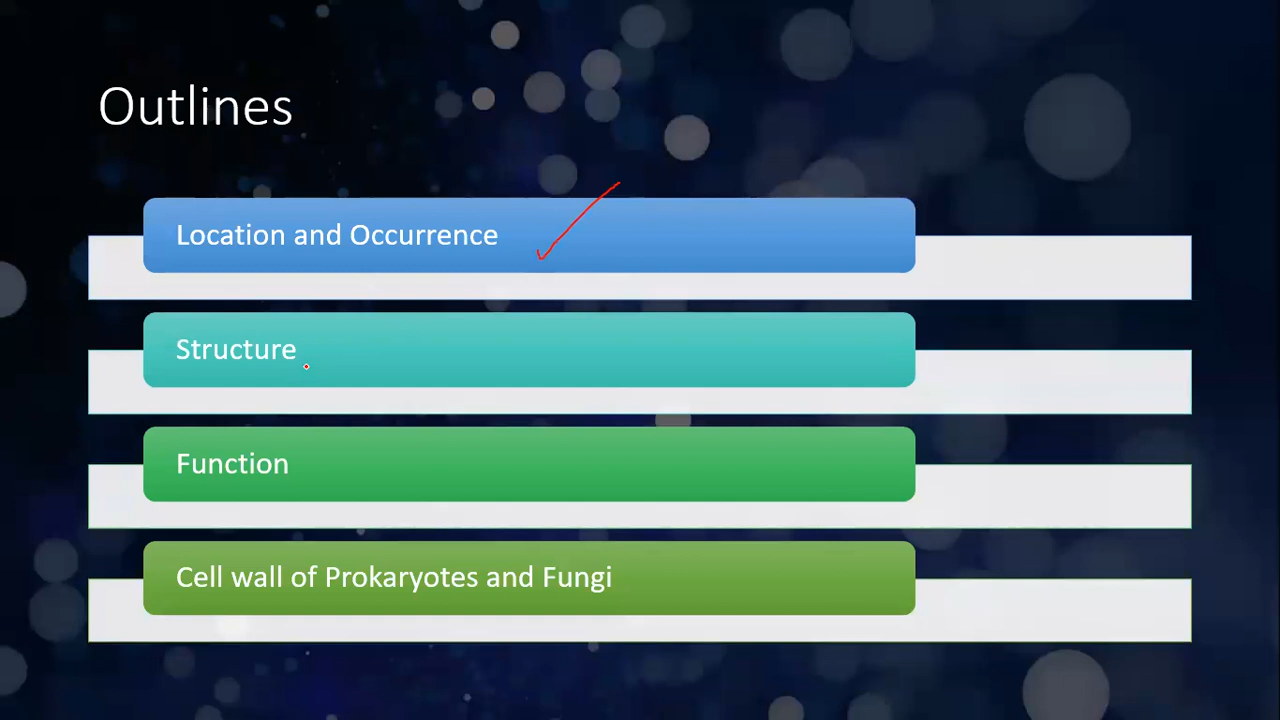 Outlines
Location and Occurrence
Structure
Function
Cell wall of Prokaryotes and Fungi